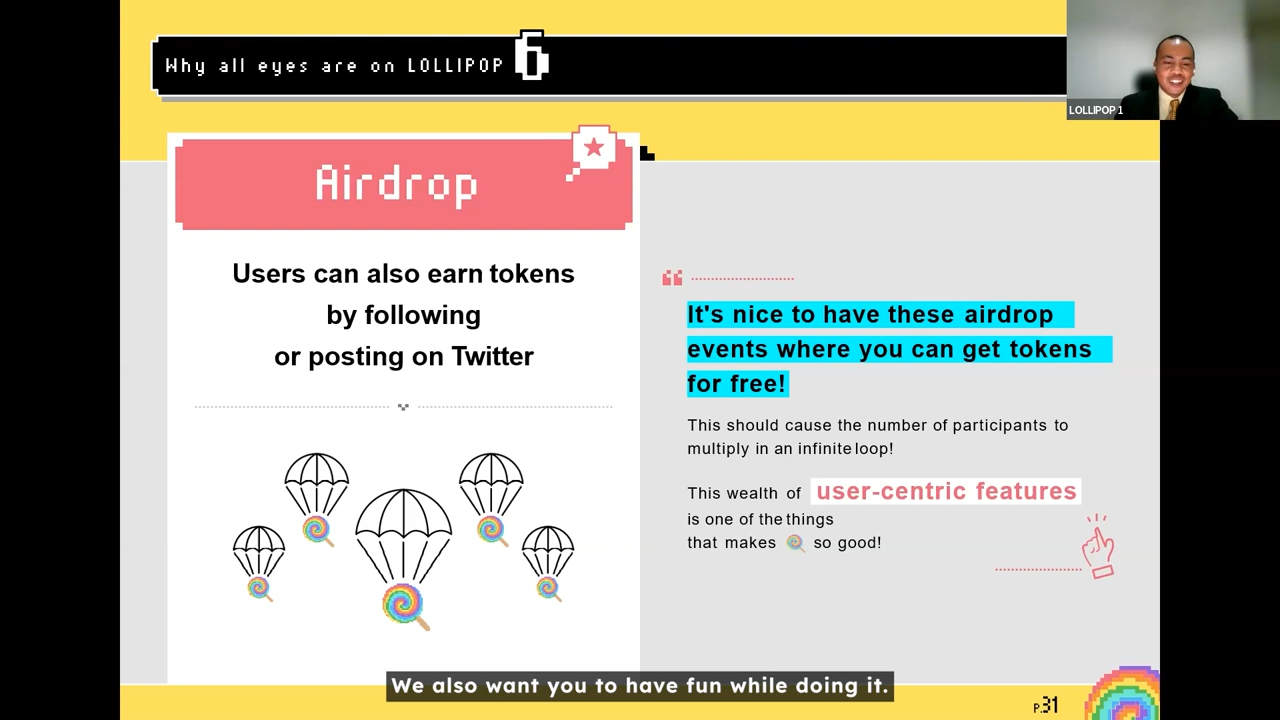 Why all eyes are on LOLLIPOP 6
LOLLIPOP 1
Airdrop
Users can also earn tokens
by following
or posting on Twitter
It's nice to have these airdrop
events where you can get tokens
for free!
This should cause the number of participants to
multiply in an infinite loop!
This wealth of user-centric features
is one of the things
that makes so good!
We also want you to have fun while doing it.
P.31